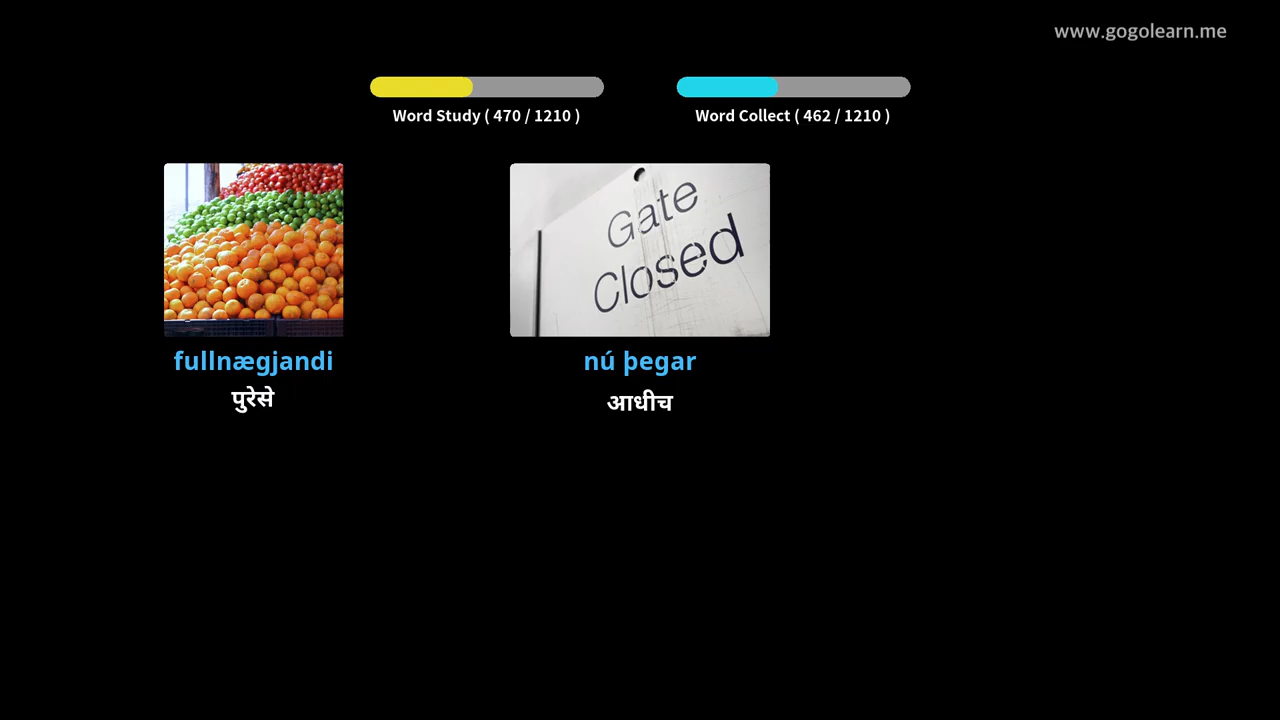 www.gogolearn.me
Word Study ( 470 / 1210 )
Word Collect ( 462 / 1210 )
Gate
Closed
fullnægjandi
पुरेसे
nú þegar
आधीच